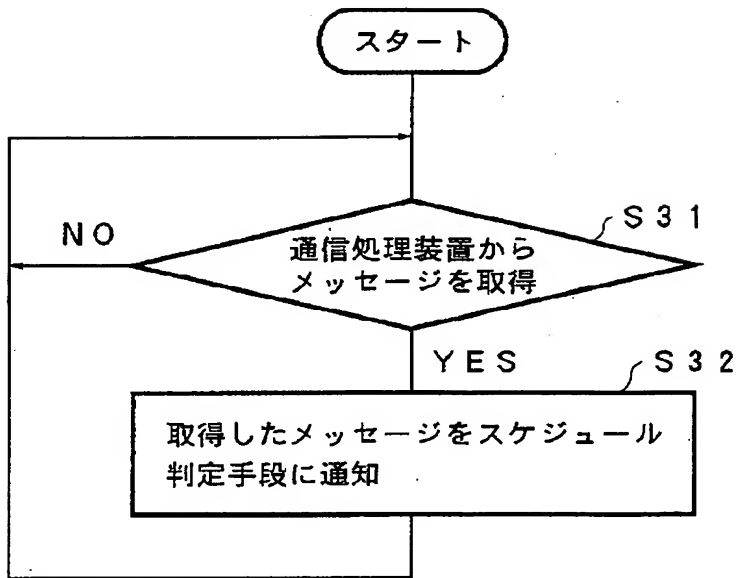 スタート
S31
NO
通信処理装置から
メッセージを取得
YES
S32
取得したメッセージをスケジュール
判定手段に通知